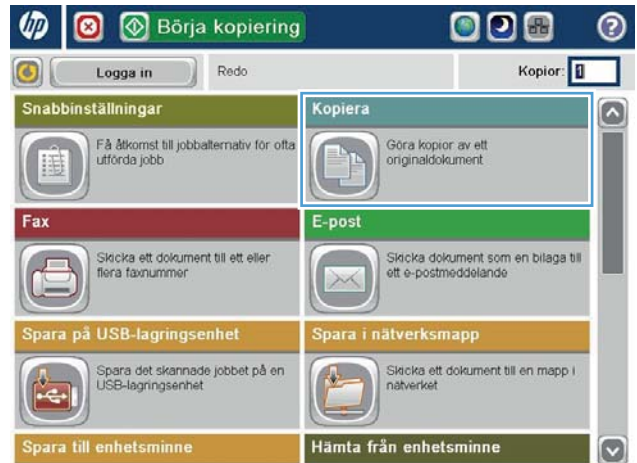 hp
Börja kopiering
?
Logga in
Redo
Kopior: 1
Snabbinställningar
Få åtkomst till jobbalternativ för ofta
utförda jobb
Kopiera
Göra kopior av ett
originaldokument
Fax
Skicka ett dokument till ett eller
flera faxnummer
E-post
Skicka dokument som en bilaga till
ett e-postmeddelande
Spara på USB-lagringsenhet
Spara det skannade jobbet på en
USB-lagringsenhet
Spara i nätverksmapp
Skicka ett dokument till en mapp i
nätverket
Spara till enhetsminne
Hämta från enhetsminne